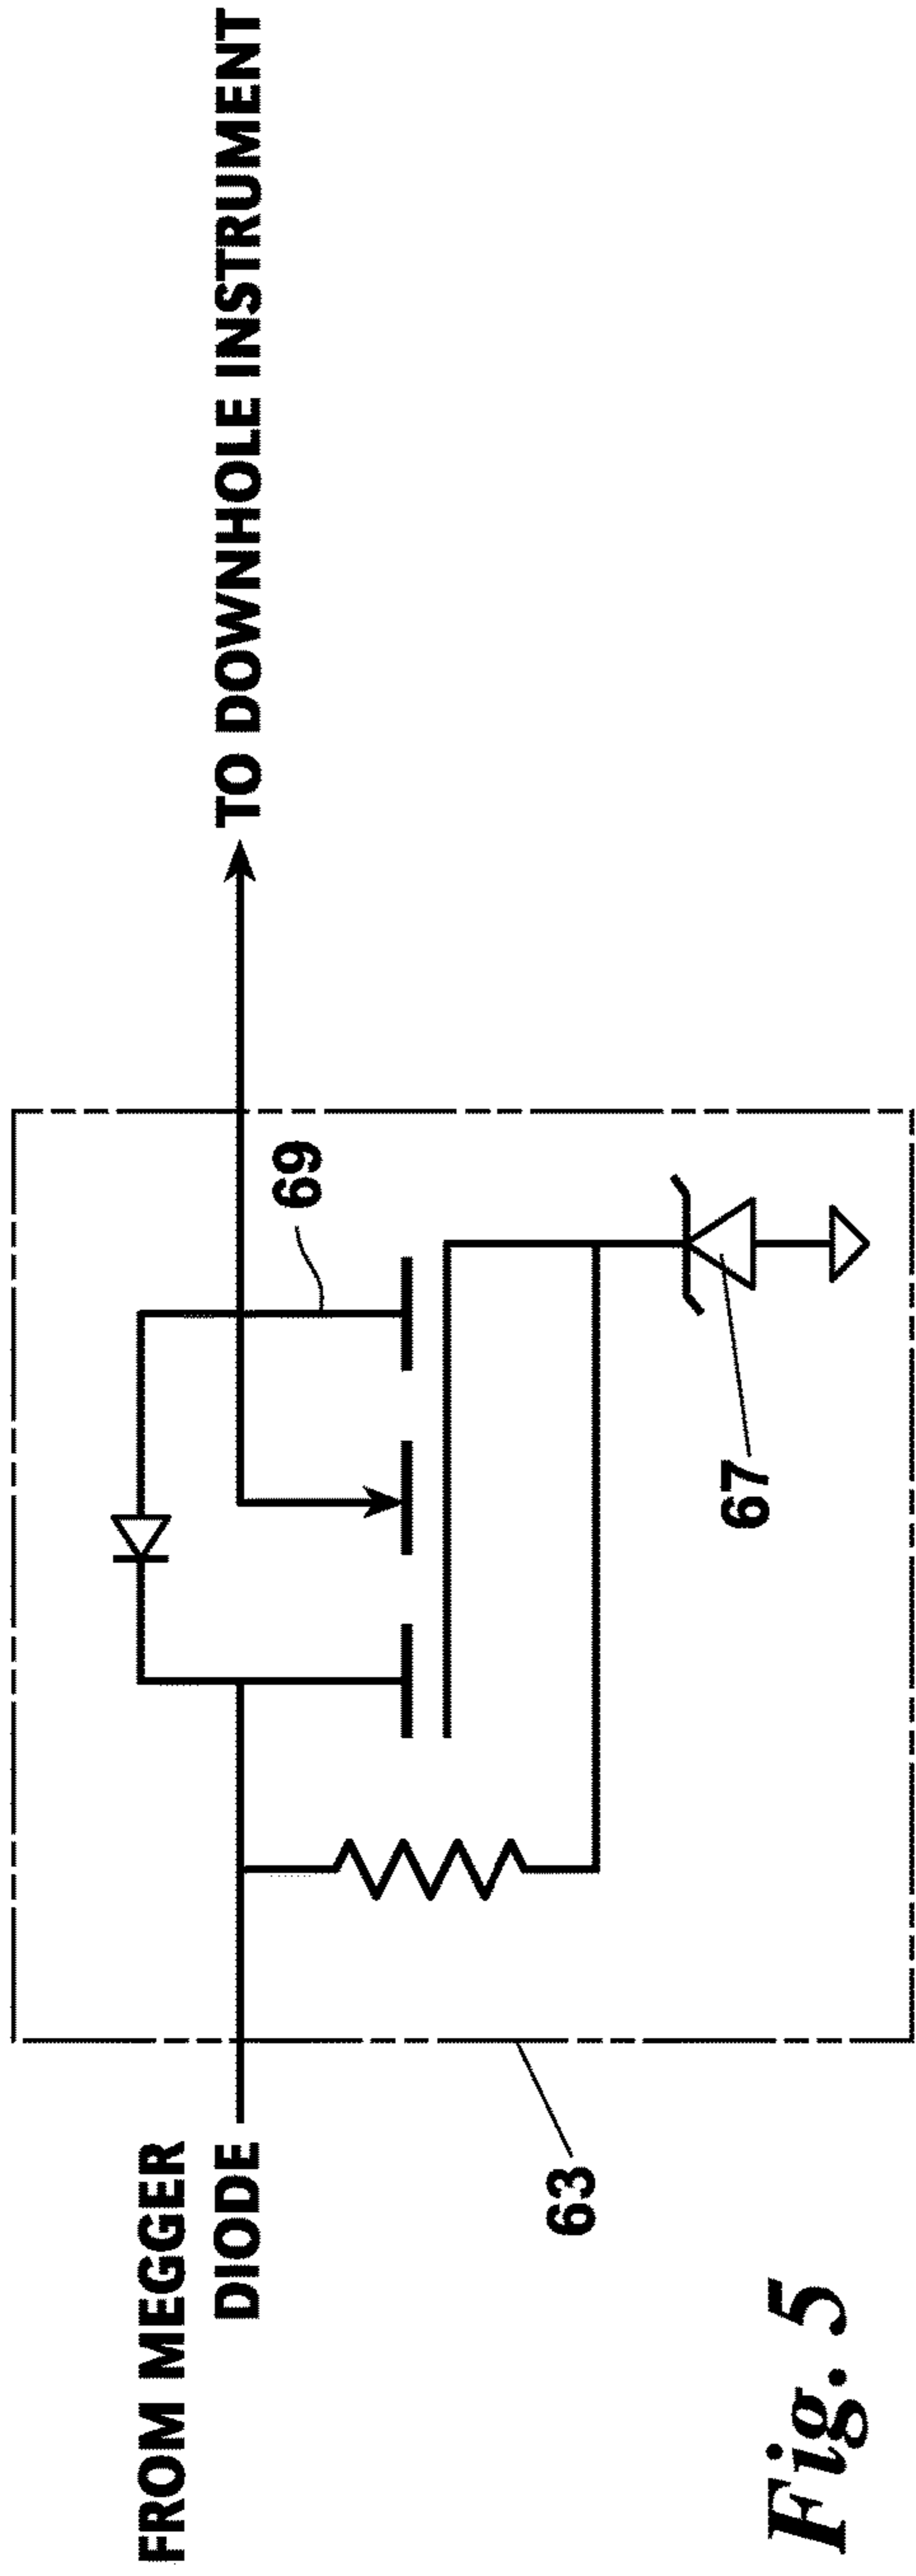 FROM MEGGER
DIODE
TO DOWNHOLE INSTRUMENT
69
67
63
Fig. 5